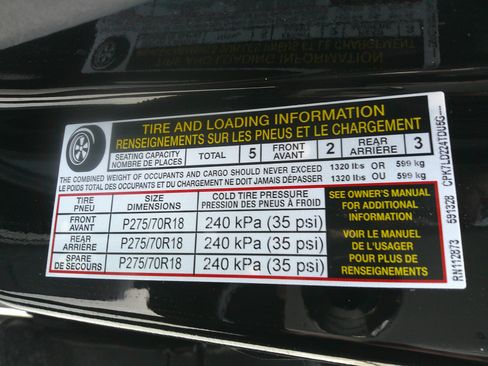 TIRE AND LOADING INFORMATION
RENSEIGNEMENTS SUR LES PNEUS ET LE CHARGEMENT
SEATING CAPACITY
NOMBRE DE PLACES
TOTAL 5
FRONT
AVANT 2
REAR
ARRIÈRE 3
THE COMBINED WEIGHT OF OCCUPANTS AND CARGO SHOULD NEVER EXCEED 1320 lbs OR 599 kg
LE POIDS TOTAL DES OCCUPANTS ET DU CHARGEMENT NE DOIT JAMAIS DÉPASSER 1320 lbs OU 599 kg
TIRE
PNEU
SIZE
DIMENSIONS
COLD TIRE PRESSURE
PRESSION DES PNEUS À FROID
FRONT
AVANT
P275/70R18
240 kPa (35 psi)
REAR
ARRIÈRE
P275/70R18
240 kPa (35 psi)
SPARE
DE SECOURS
P275/70R18
240 kPa (35 psi)
SEE OWNER'S MANUAL
FOR ADDITIONAL
INFORMATION
VOIR LE MANUEL
DE L'USAGER
POUR PLUS DE
RENSEIGNEMENTS
RN112973
591328